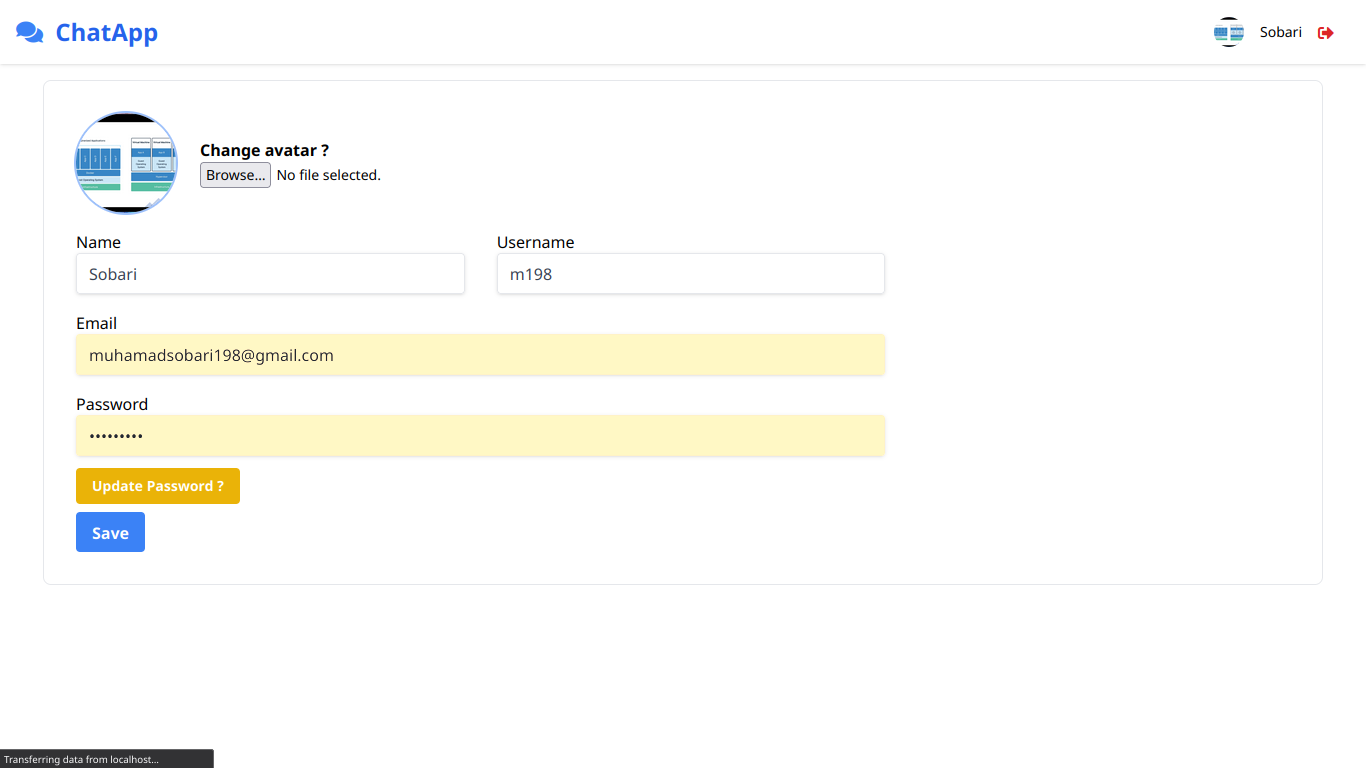 ChatApp
Sobari
Change avatar ?
Browse... No file selected.
Name
Username
Sobari
m198
Email
muhamadsobari198@gmail.com
Password
•••••••••
Update Password ?
Save
Transferring data from localhost...